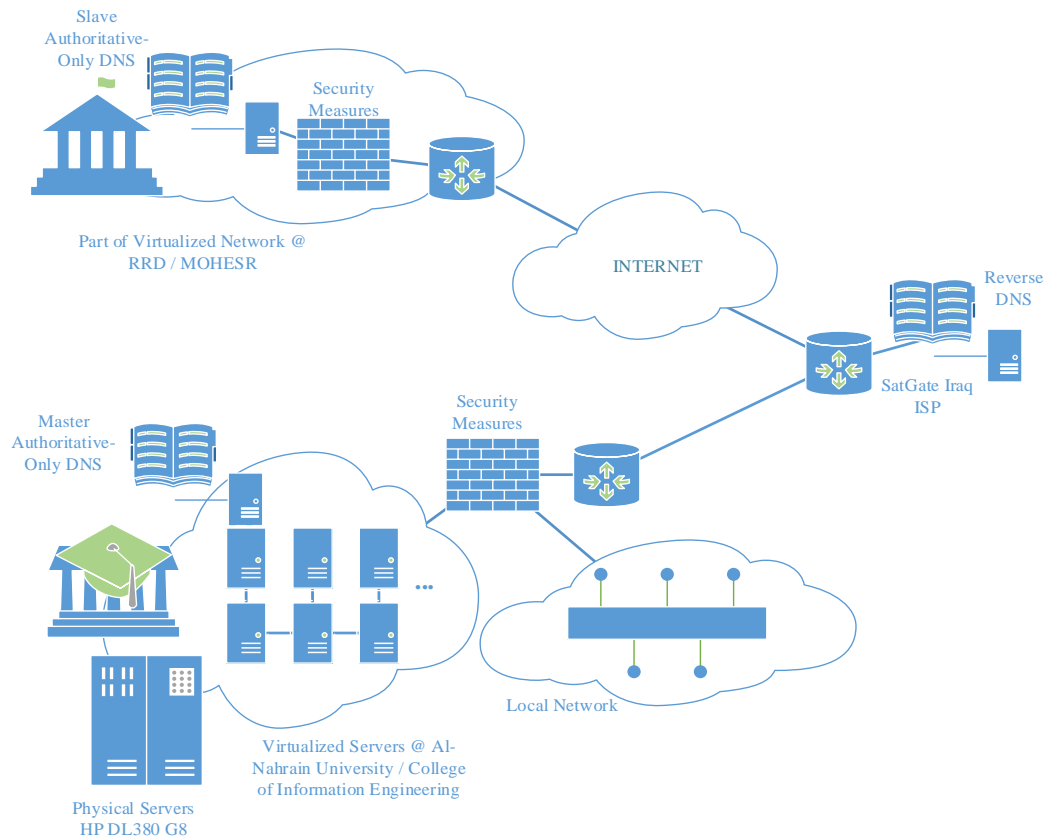 Slave
Authoritative-
Only DNS
Security
Measures
Part of Virtualized Network @
RRD / MOHESR
INTERNET
Reverse
DNS
SatGate Iraq
ISP
Security
Measures
Master
Authoritative-
Only DNS
...
Local Network
Virtualized Servers @ Al-
Nahrain University / College
of Information Engineering
Physical Servers
HP DL380 G8